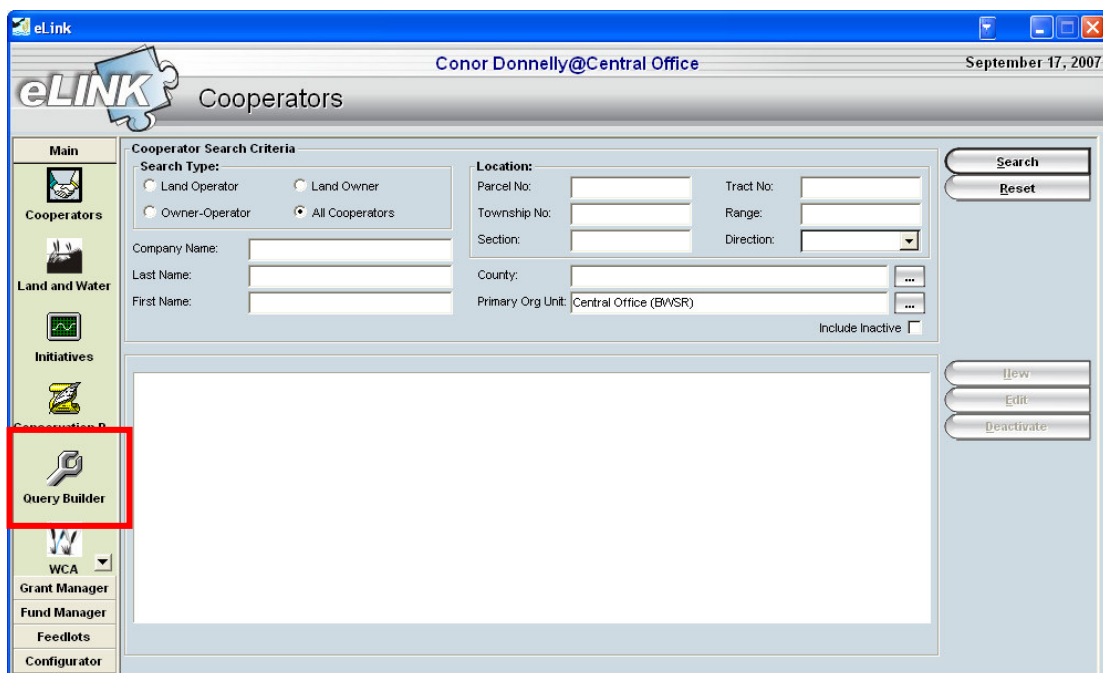 eLink
Conor Donnelly@Central Office
September 17, 2007
eLINK
Cooperators
Main
Cooperators
Land and Water
Initiatives
Query Builder
WCA
Grant Manager
Fund Manager
Feedlots
Configurator
Cooperator Search Criteria
Search Type:
Land Operator Land Owner
Owner-Operator All Cooperators
Company Name:
Last Name:
First Name:
Location:
Parcel No: Tract No:
Township No: Range:
Section: Direction:
County: ...
Primary Org Unit: Central Office (BWSR) ...
Include Inactive
Search
Reset
New
Edit
Deactivate